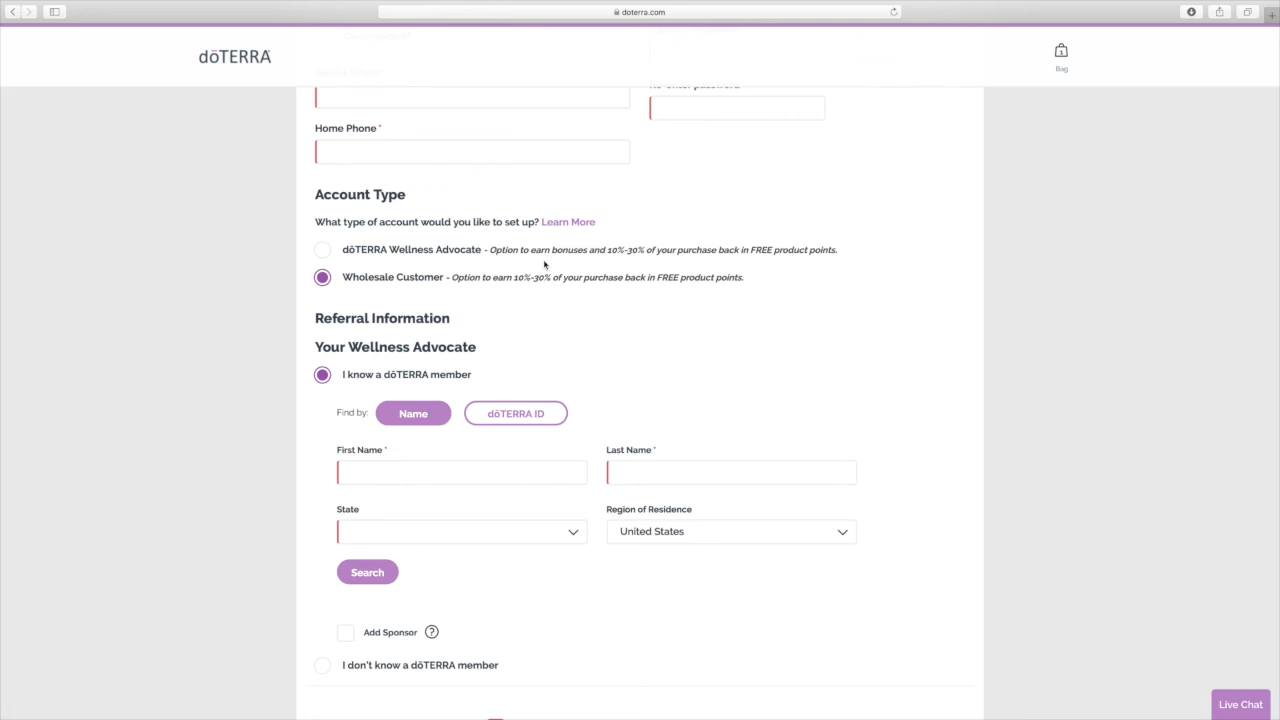 doterra.com
dōTERRA
1
Bag
Home Phone *
Account Type
What type of account would you like to set up? Learn More
dōTERRA Wellness Advocate - Option to earn bonuses and 10%-30% of your purchase back in FREE product points.
Wholesale Customer - Option to earn 10%-30% of your purchase back in FREE product points.
Referral Information
Your Wellness Advocate
I know a dōTERRA member
Find by: Name dōTERRA ID
First Name * Last Name *
State Region of Residence
United States
Search
Add Sponsor ?
I don't know a dōTERRA member
Live Chat